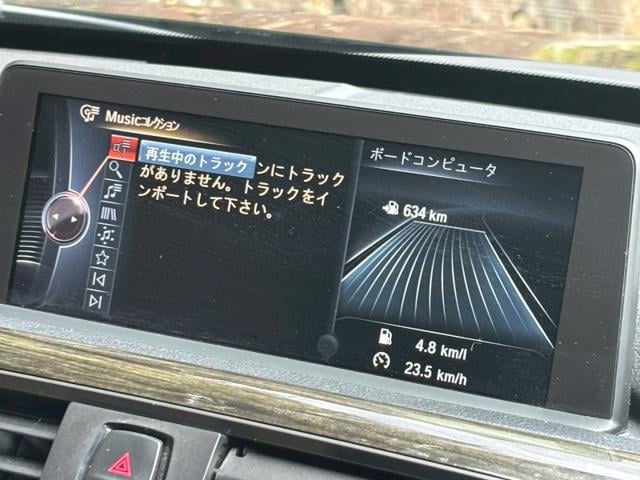 Musicコレクション
再生中のトラック
ンにトラック
がありません。トラックをイ
ンポートして下さい。
ボードコンピュータ
634 km
4.8 km/l
23.5 km/h